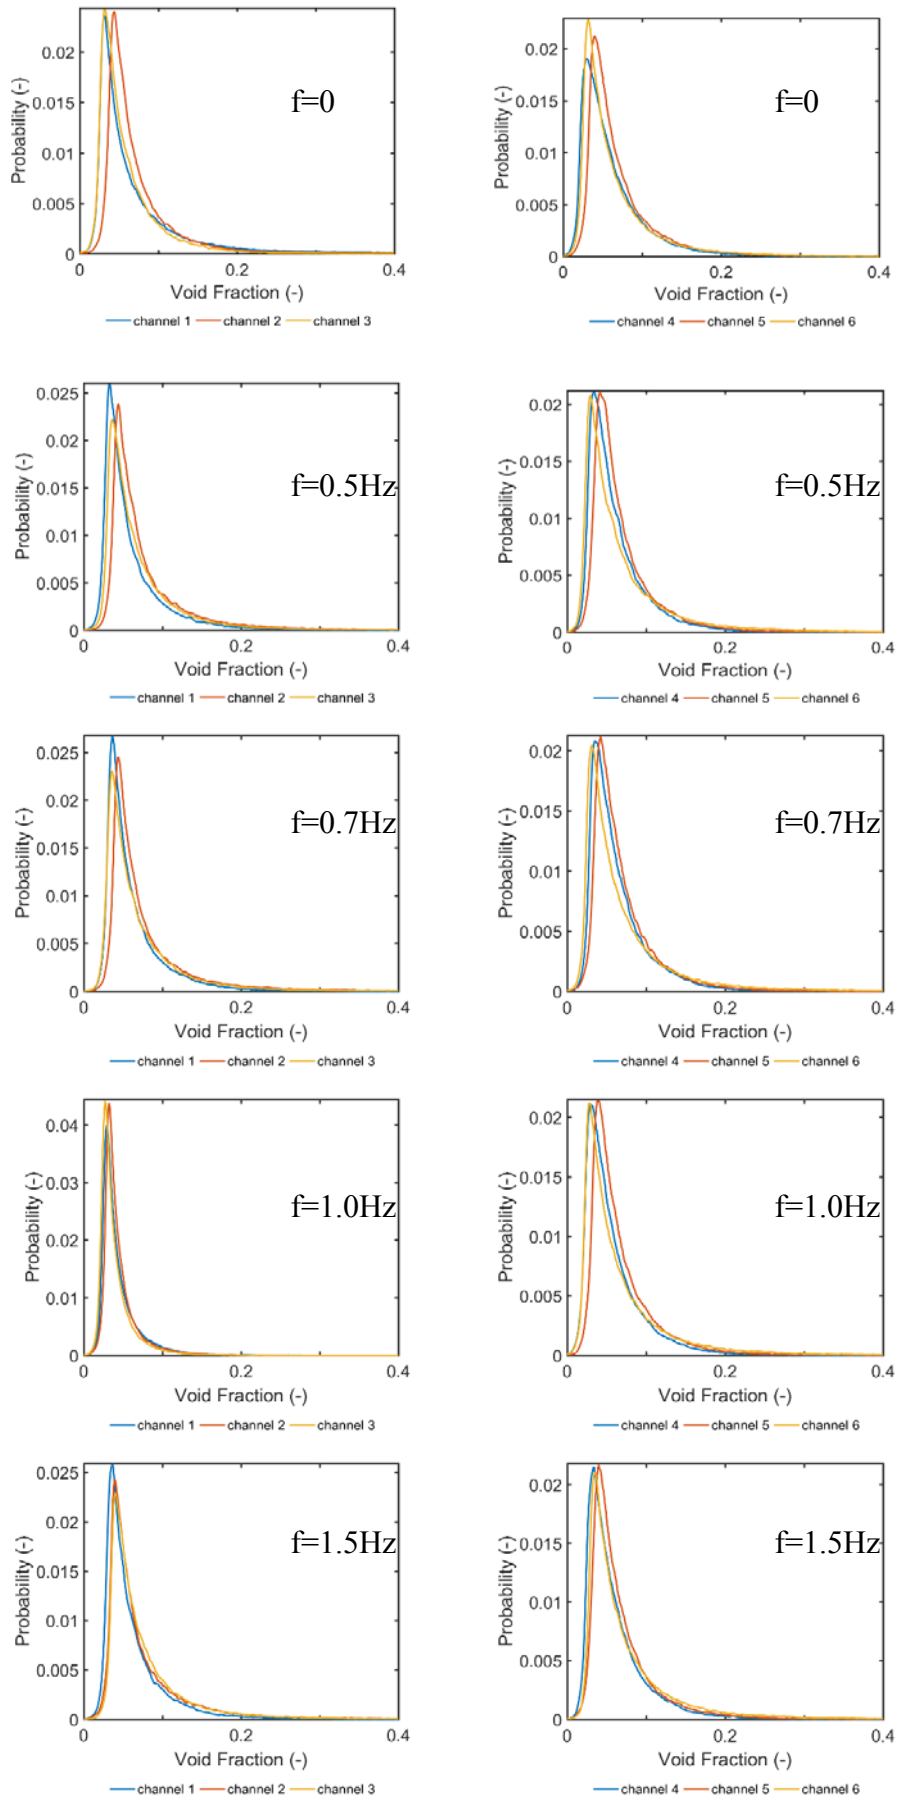 0.02
0.015
0.01
0.005
0
Probability (-)
f=0
0 0.2 0.4
Void Fraction (-)
channel 1 channel 2 channel 3
0.02
0.015
0.01
0.005
0
Probability (-)
f=0
0 0.2 0.4
Void Fraction (-)
channel 4 channel 5 channel 6
0.025
0.02
0.015
0.01
0.005
0
Probability (-)
f=0.5Hz
0 0.2 0.4
Void Fraction (-)
channel 1 channel 2 channel 3
0.02
0.015
0.01
0.005
0
Probability (-)
f=0.5Hz
0 0.2 0.4
Void Fraction (-)
channel 4 channel 5 channel 6
0.025
0.02
0.015
0.01
0.005
0
Probability (-)
f=0.7Hz
0 0.2 0.4
Void Fraction (-)
channel 1 channel 2 channel 3
0.02
0.015
0.01
0.005
0
Probability (-)
f=0.7Hz
0 0.2 0.4
Void Fraction (-)
channel 4 channel 5 channel 6
0.04
0.03
0.02
0.01
0
Probability (-)
f=1.0Hz
0 0.2 0.4
Void Fraction (-)
channel 1 channel 2 channel 3
0.02
0.015
0.01
0.005
0
Probability (-)
f=1.0Hz
0 0.2 0.4
Void Fraction (-)
channel 4 channel 5 channel 6
0.025
0.02
0.015
0.01
0.005
0
Probability (-)
f=1.5Hz
0 0.2 0.4
Void Fraction (-)
channel 1 channel 2 channel 3
0.02
0.015
0.01
0.005
0
Probability (-)
f=1.5Hz
0 0.2 0.4
Void Fraction (-)
channel 4 channel 5 channel 6